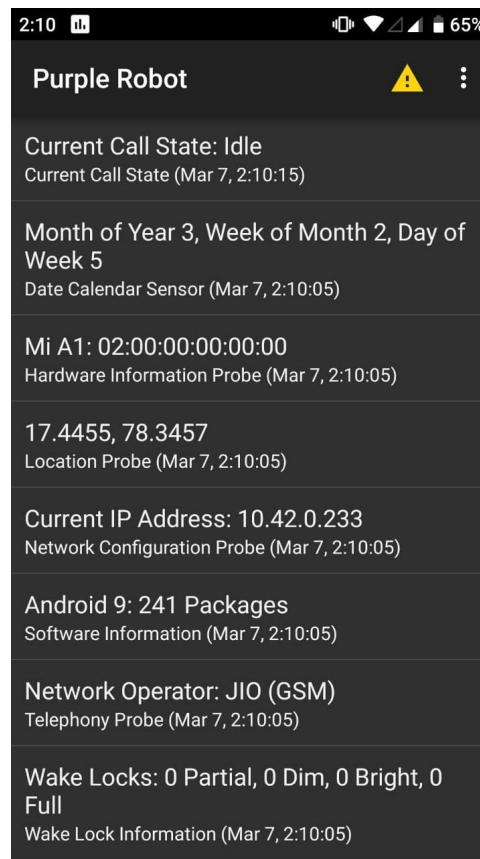 2:10
65%
Purple Robot
Current Call State: Idle
Current Call State (Mar 7, 2:10:15)
Month of Year 3, Week of Month 2, Day of
Week 5
Date Calendar Sensor (Mar 7, 2:10:05)
Mi A1: 02:00:00:00:00:00
Hardware Information Probe (Mar 7, 2:10:05)
17.4455, 78.3457
Location Probe (Mar 7, 2:10:05)
Current IP Address: 10.42.0.233
Network Configuration Probe (Mar 7, 2:10:05)
Android 9: 241 Packages
Software Information (Mar 7, 2:10:05)
Network Operator: JIO (GSM)
Telephony Probe (Mar 7, 2:10:05)
Wake Locks: 0 Partial, 0 Dim, 0 Bright, 0
Full
Wake Lock Information (Mar 7, 2:10:05)